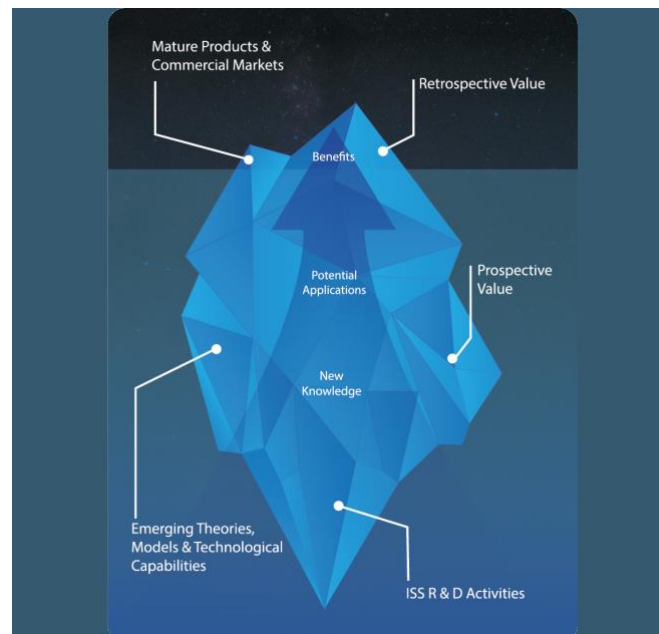 Mature Products &
Commercial Markets
Retrospective Value
Benefits
Potential
Applications
Prospective
Value
New
Knowledge
Emerging Theories,
Models & Technological
Capabilities
ISS R & D Activities